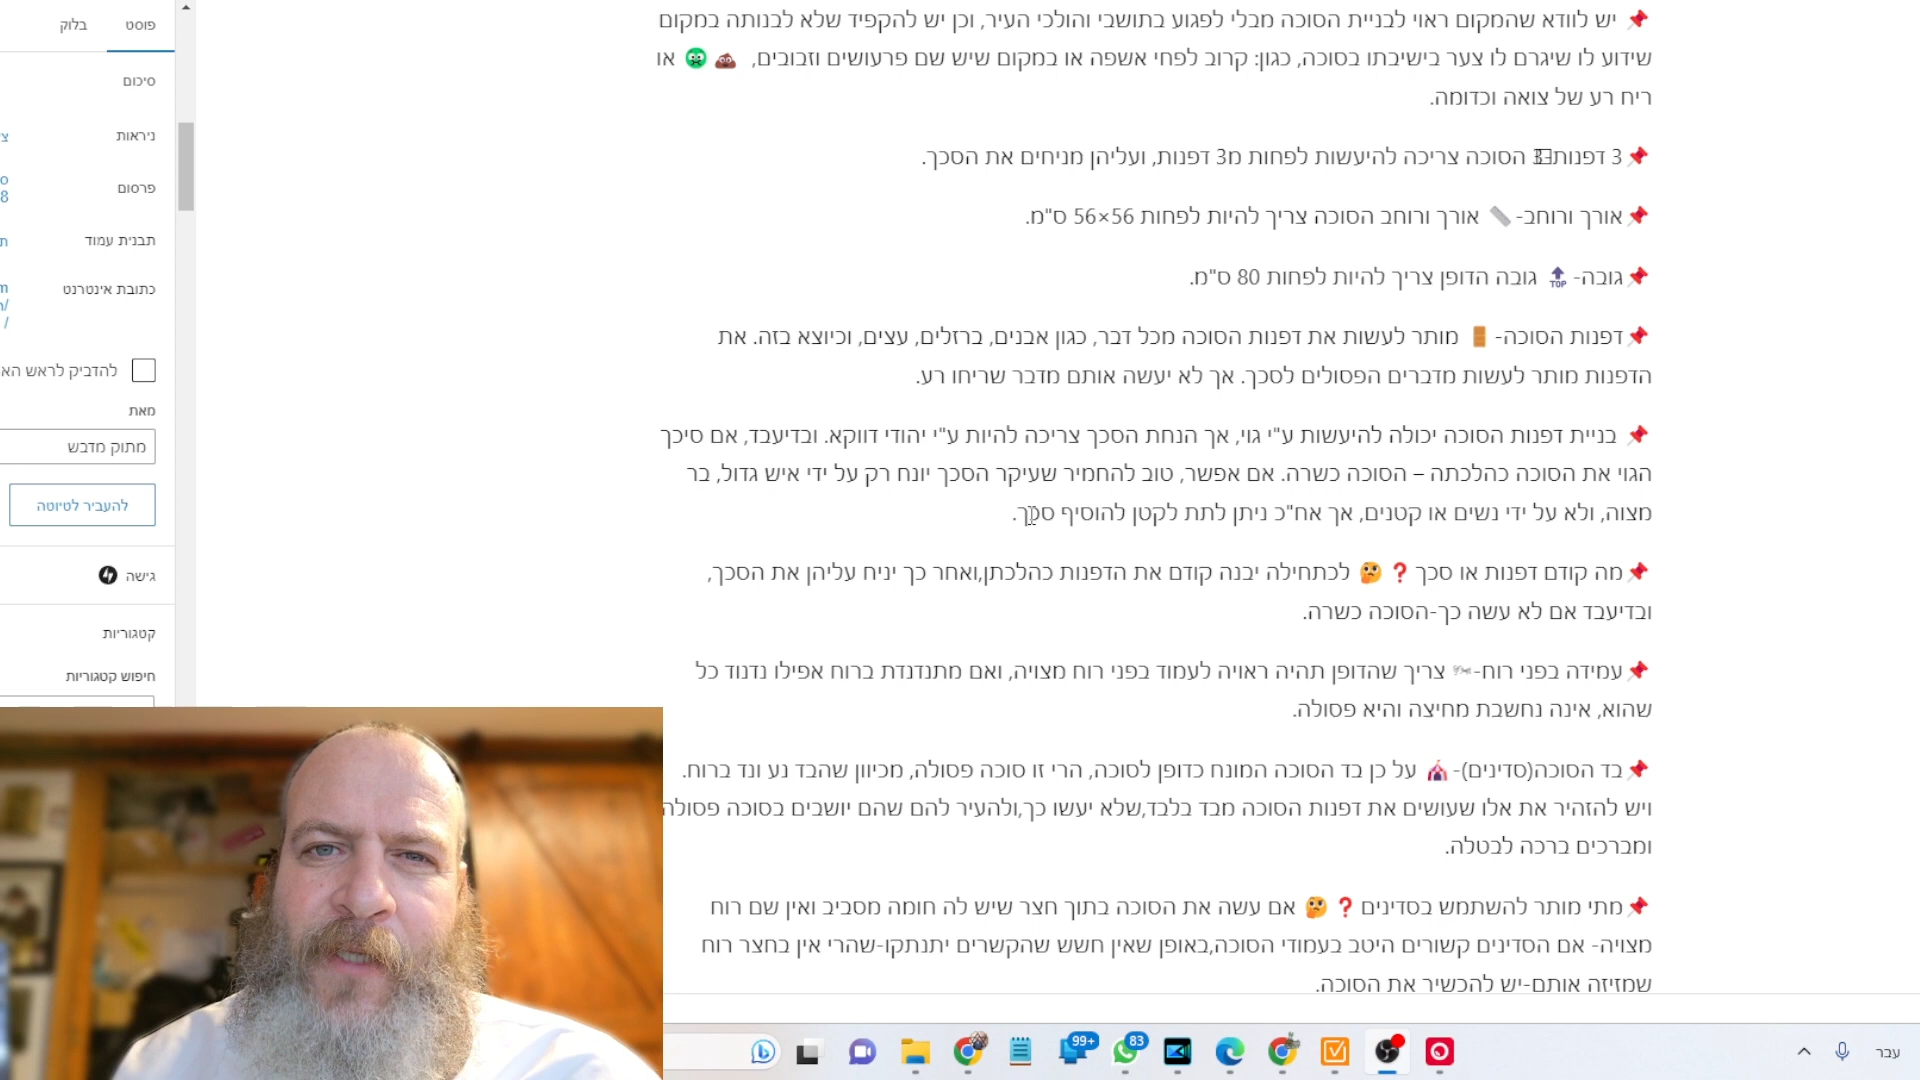 פוסט
בלוק
סיכום
ניראות
פרסום
8
תבנית עמוד
כתובת אינטרנט
להדביק לראש הא
מאת
מתוק מדבש
להעביר לטיוטה
גישה
קטגוריות
חיפוש קטגוריות
📌 יש לוודא שהמקום ראוי לבניית הסוכה מבלי לפגוע בתושבי והולכי העיר, וכן יש להקפיד שלא לבנותה במקום
שידוע לו שיגרם לו צער בישיבתו בסוכה, כגון: קרוב לפחי אשפה או במקום שיש שם פרעושים וזבובים, 💩 🤢 או
ריח רע של צואה וכדומה.
📌3 דפנות-3️⃣ הסוכה צריכה להיעשות לפחות מ3 דפנות, ועליהן מניחים את הסכך.
📌אורך ורוחב- 📏 אורך ורוחב הסוכה צריך להיות לפחות 56×56 ס"מ.
📌גובה- 🔝 גובה הדופן צריך להיות לפחות 80 ס"מ.
📌דפנות הסוכה- 🚪 מותר לעשות את דפנות הסוכה מכל דבר, כגון אבנים, ברזלים, עצים, וכיוצא בזה. את
הדפנות מותר לעשות מדברים הפסולים לסכך. אך לא יעשה אותם מדבר שריחו רע.
📌 בניית דפנות הסוכה יכולה להיעשות ע"י גוי, אך הנחת הסכך צריכה להיות ע"י יהודי דווקא. ובדיעבד, אם סיכך
הגוי את הסוכה כהלכתה – הסוכה כשרה. אם אפשר, טוב להחמיר שעיקר הסכך יונח רק על ידי איש גדול, בר
מצוה, ולא על ידי נשים או קטנים, אך אח"כ ניתן לתת לקטן להוסיף סכך.
📌מה קודם דפנות או סכך❓🤔 לכתחילה יבנה קודם את הדפנות כהלכתן,ואחר כך יניח עליהן את הסכך,
ובדיעבד אם לא עשה כך-הסוכה כשרה.
📌עמידה בפני רוח-🌬 צריך שהדופן תהיה ראויה לעמוד בפני רוח מצויה, ואם מתנדנדת ברוח אפילו נדנוד כל
שהוא, אינה נחשבת מחיצה והיא פסולה.
📌בד הסוכה(סדינים)- 🎪 על כן בד הסוכה המונח כדופן לסוכה, הרי זו סוכה פסולה, מכיוון שהבד נע ונד ברוח.
ויש להזהיר את אלו שעושים את דפנות הסוכה מבד בלבד,שלא יעשו כך,ולהעיר להם שהם יושבים בסוכה פסולה
ומברכים ברכה לבטלה.
📌מתי מותר להשתמש בסדינים❓🤔 אם עשה את הסוכה בתוך חצר שיש לה חומה מסביב ואין שם רוח
מצויה- אם הסדינים קשורים היטב בעמודי הסוכה,באופן שאין חשש שהקשרים יתנתקו-שהרי אין בחצר רוח
שמזיזה אותם-יש להכשיר את הסוכה.
99+
83
עבר